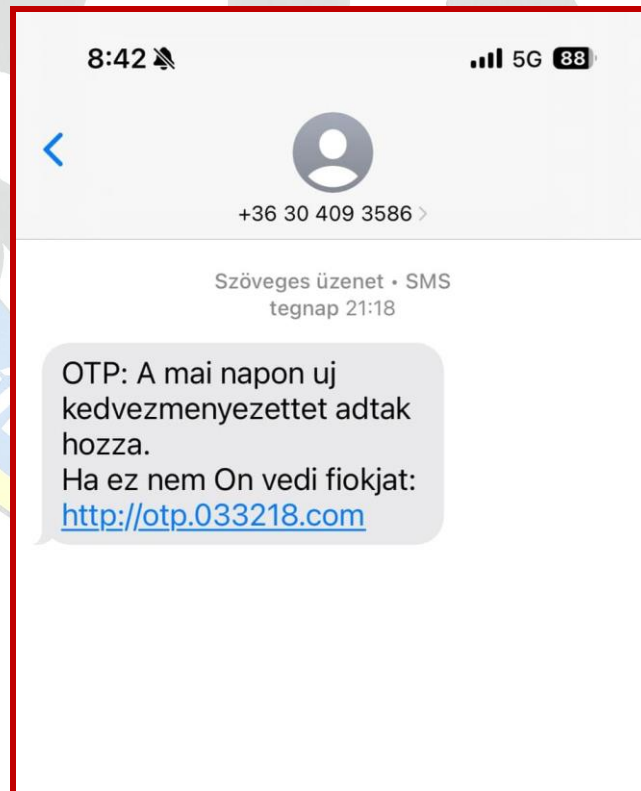 8:42
5G 88
+36 30 409 3586
Szöveges üzenet • SMS
tegnap 21:18
OTP: A mai napon uj
kedvezmenyezettet adtak
hozza.
Ha ez nem On vedi fiokjat:
http://otp.033218.com